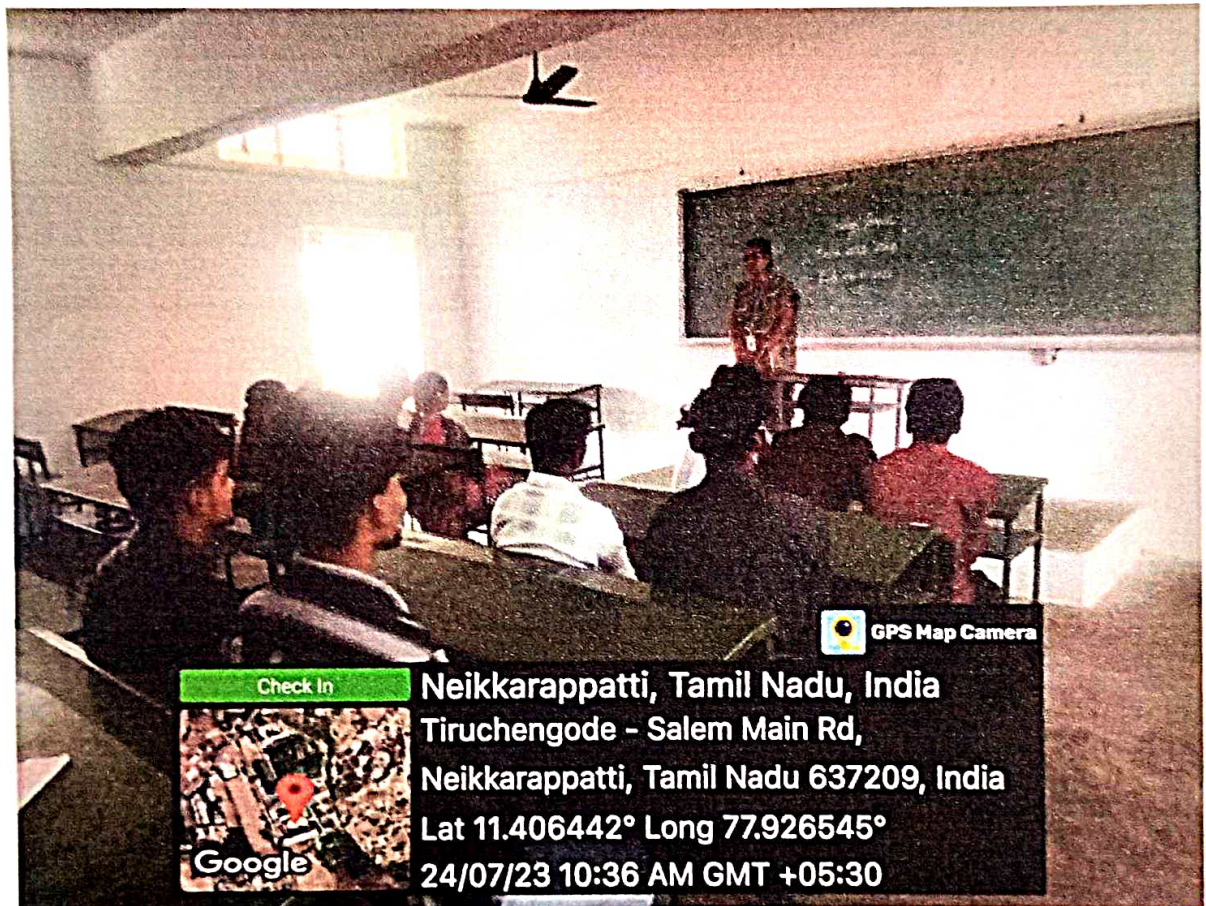 GPS Map Camera
Check In
Neikkarappatti, Tamil Nadu, India
Tiruchengode - Salem Main Rd,
Neikkarappatti, Tamil Nadu 637209, India
Lat 11.406442° Long 77.926545°
24/07/23 10:36 AM GMT +05:30
Google